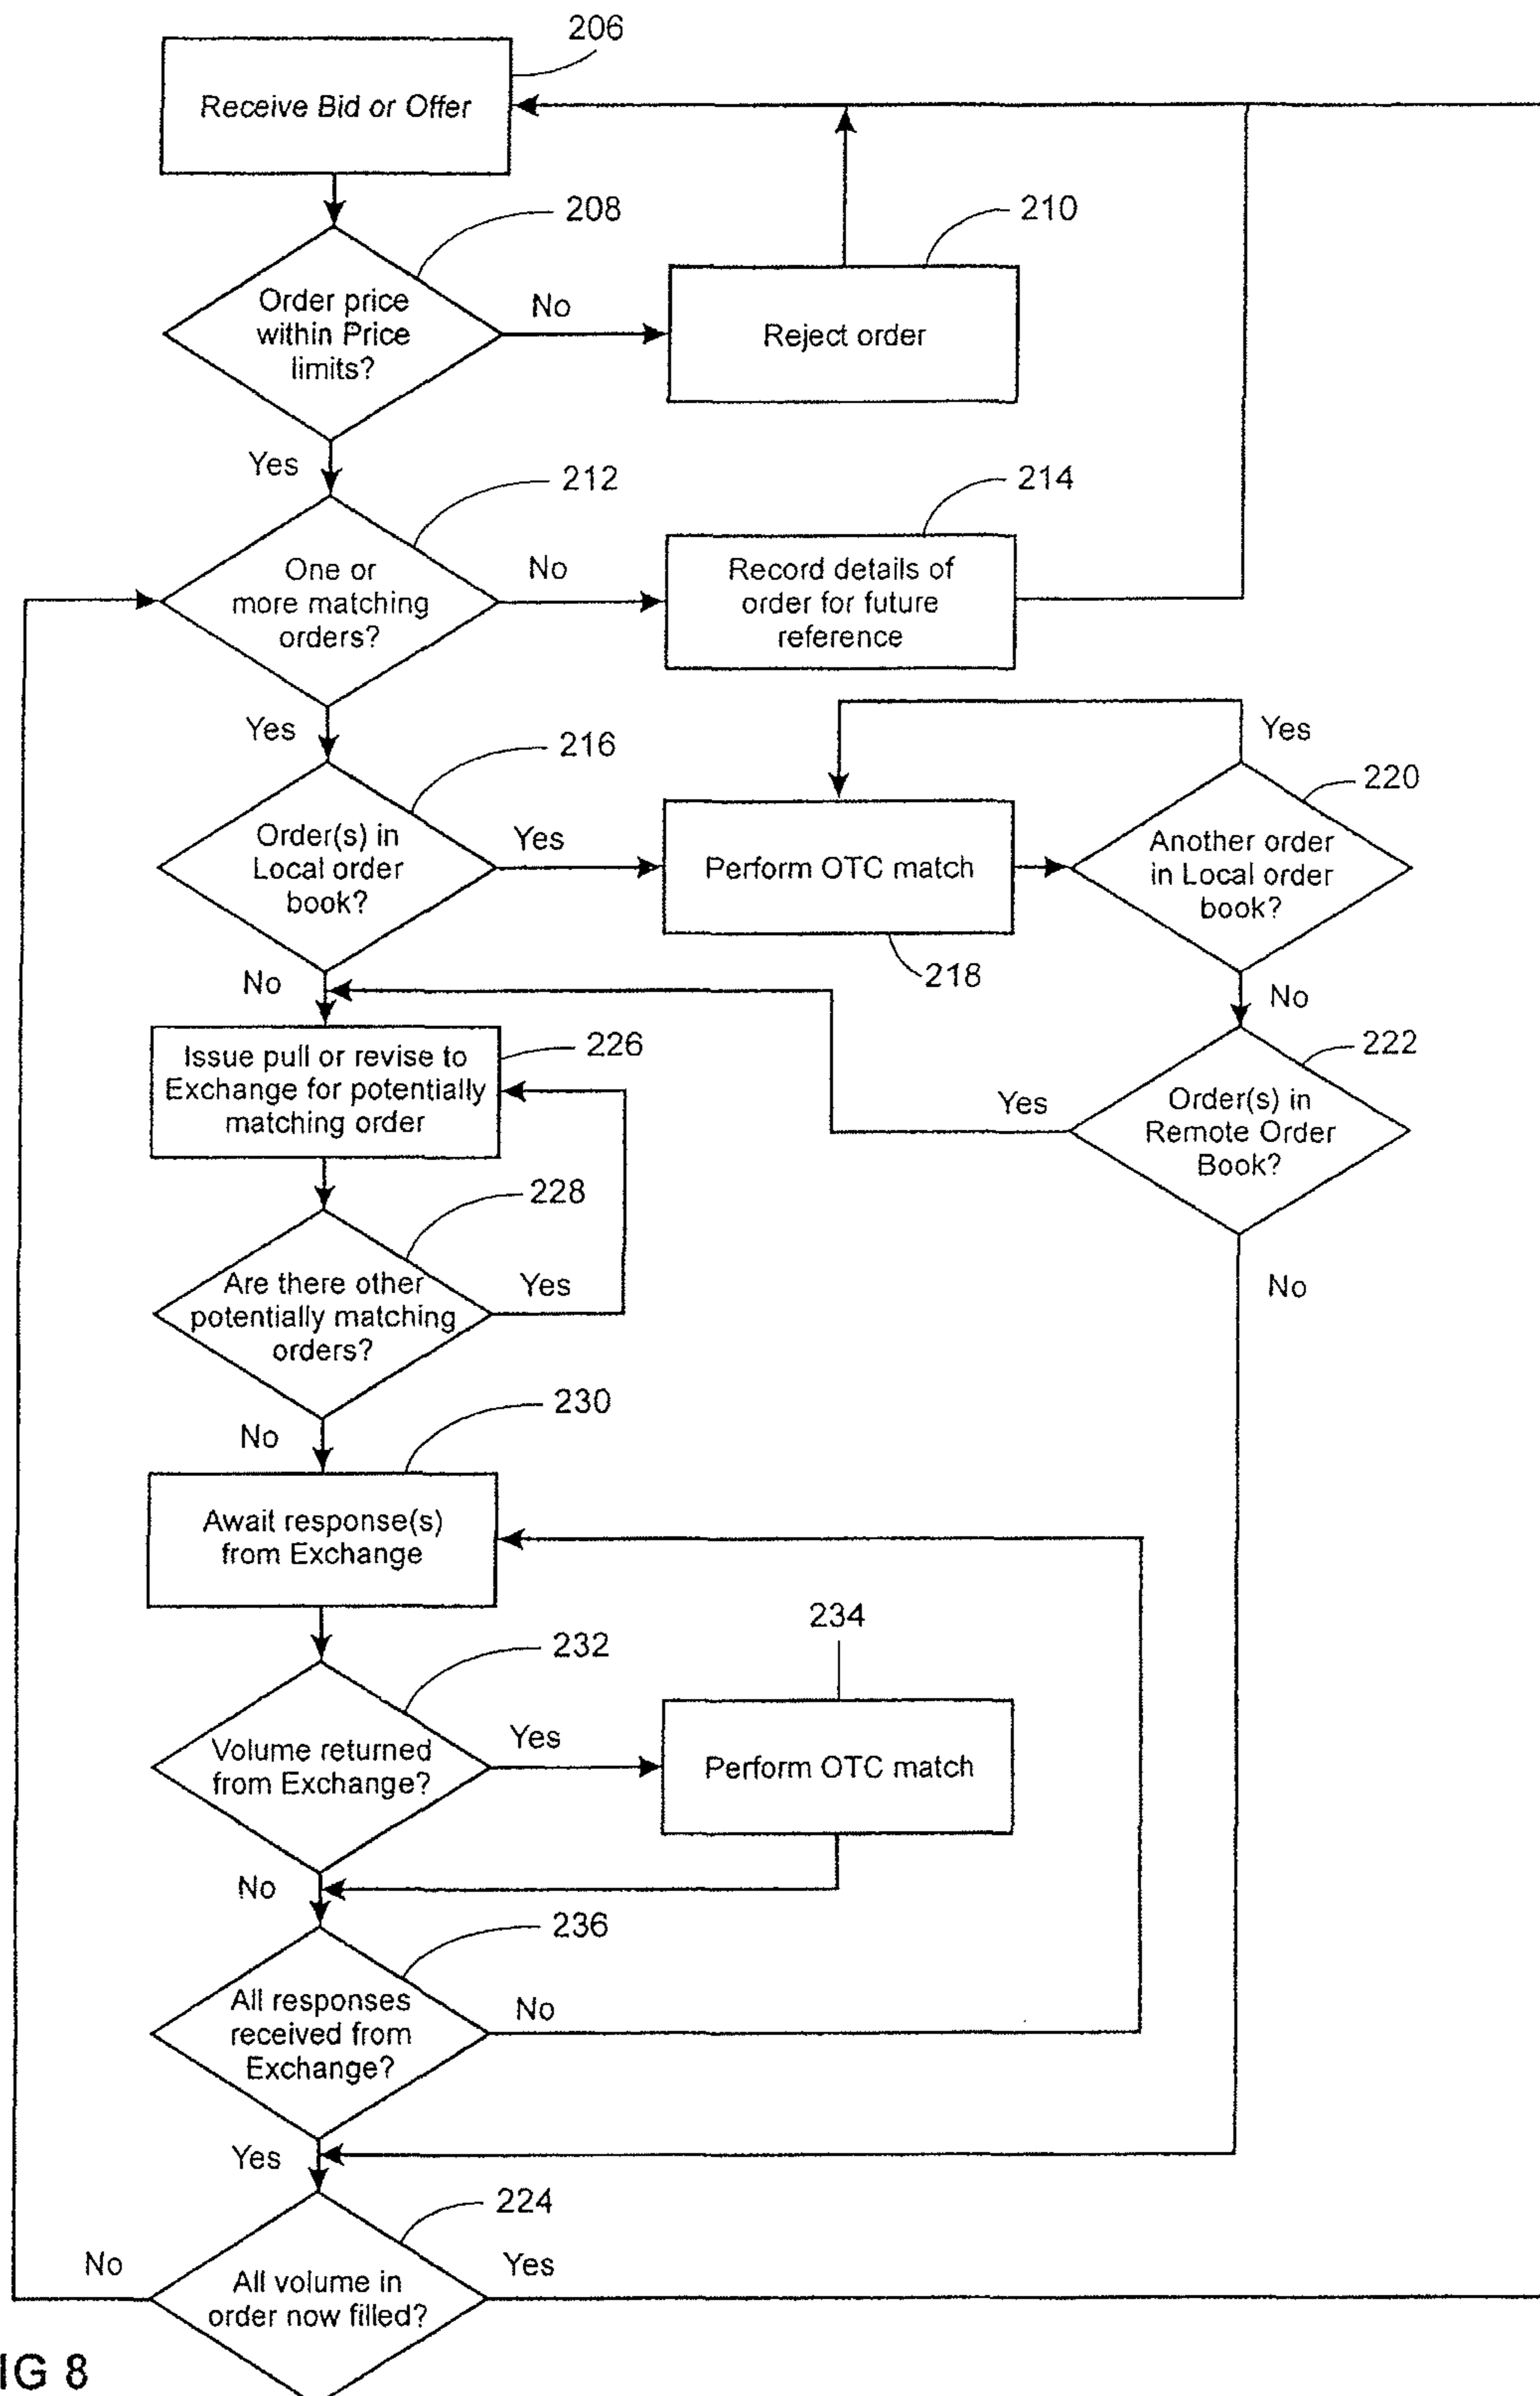 206
Receive Bid or Offer
208
210
Order price
within Price
limits?
No
Reject order
Yes
212
214
One or
more matching
orders?
No
Record details of
order for future
reference
Yes
216
Yes
220
Order(s) in
Local order
book?
Yes
Perform OTC match
Another order
in Local order
book?
218
No
No
226
222
Issue pull or revise to
Exchange for potentially
matching order
Yes
Order(s) in
Remote Order
Book?
228
Are there other
potentially matching
orders?
Yes
No
230
No
Await response(s)
from Exchange
234
232
Volume returned
from Exchange?
Yes
Perform OTC match
No
236
All responses
received from
Exchange?
No
Yes
224
No
All volume in
order now filled?
Yes
IG 8